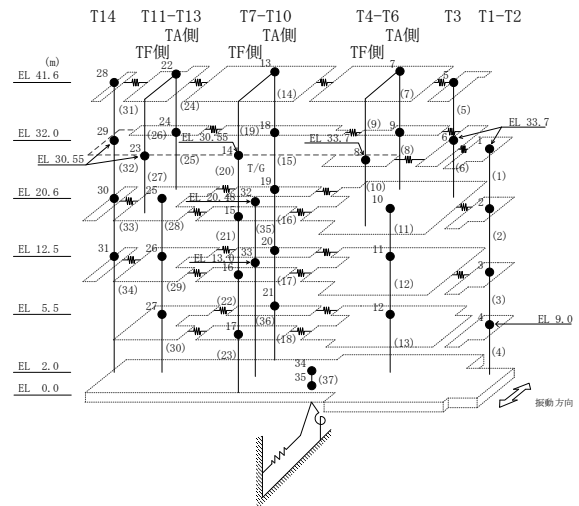 T14 T11-T13 T7-T10 T4-T6 T3 T1-T2
TA側 TA側 TA側
TF側 TF側 TF側
(m)
EL 41.6 28 22 13 7 5
(31) (24) (14) (7) (5)
EL 32.0 29 24 18 9 6 1 EL 33.7
(26) (19) EL 30.55 EL 33.7 (9)
EL 30.55 23 14 8 (8) (6)
(32) (25) (15) (1)
(27) (20) T/G (10)
EL 20.6 30 25 EL 20.48 32 19 10 2
(33) (28) 15 (35) (16) (11) (2)
(21)
EL 12.5 31 26 EL 13.0 33 20 11 3
(34) (29) 16 (17) (12) (3)
EL 5.5 27 (22) 21 12 4 EL 9.0
(30) 17 (36) (18) (13) (4)
(23)
EL 2.0 34
EL 0.0 35 (37)
振動方向